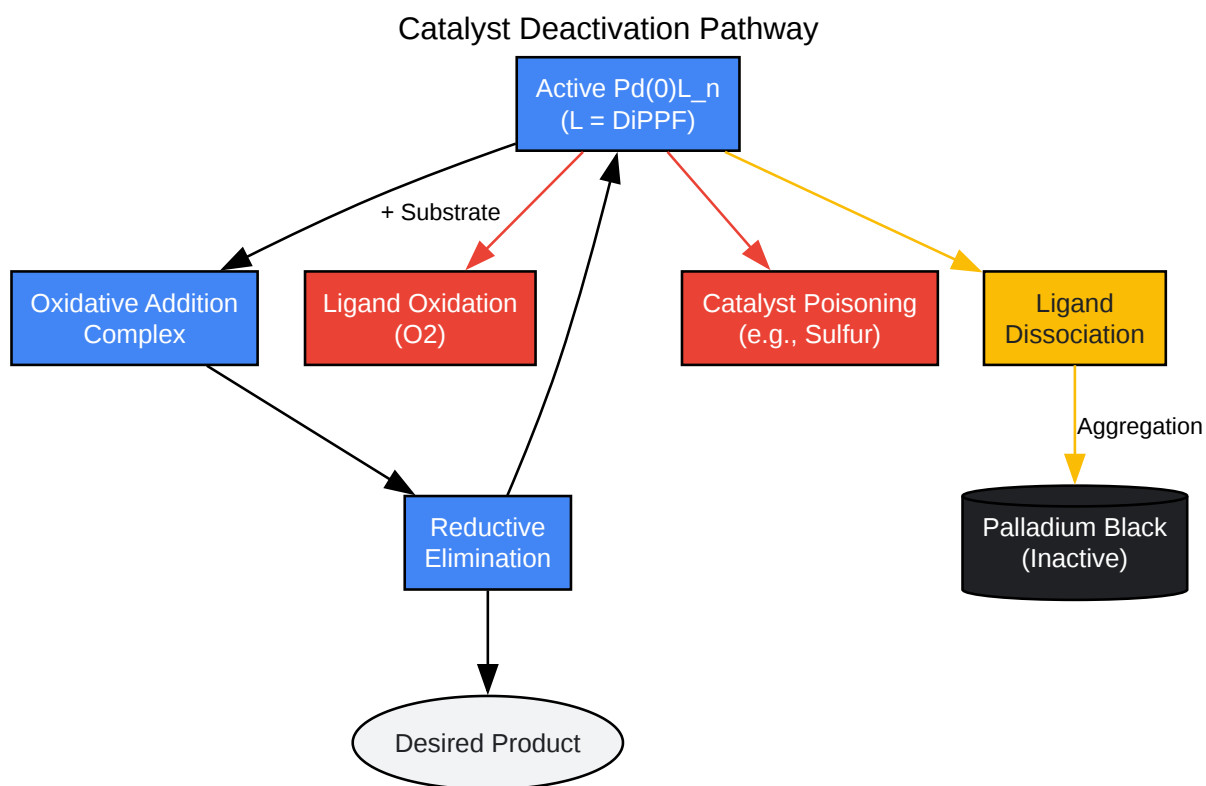 Catalyst Deactivation Pathway
Active Pd(0)L_n
(L = DiPPF)
+ Substrate
Oxidative Addition
Complex
Ligand Oxidation
(O2)
Catalyst Poisoning
(e.g., Sulfur)
Ligand
Dissociation
Aggregation
Reductive
Elimination
Palladium Black
(Inactive)
Desired Product